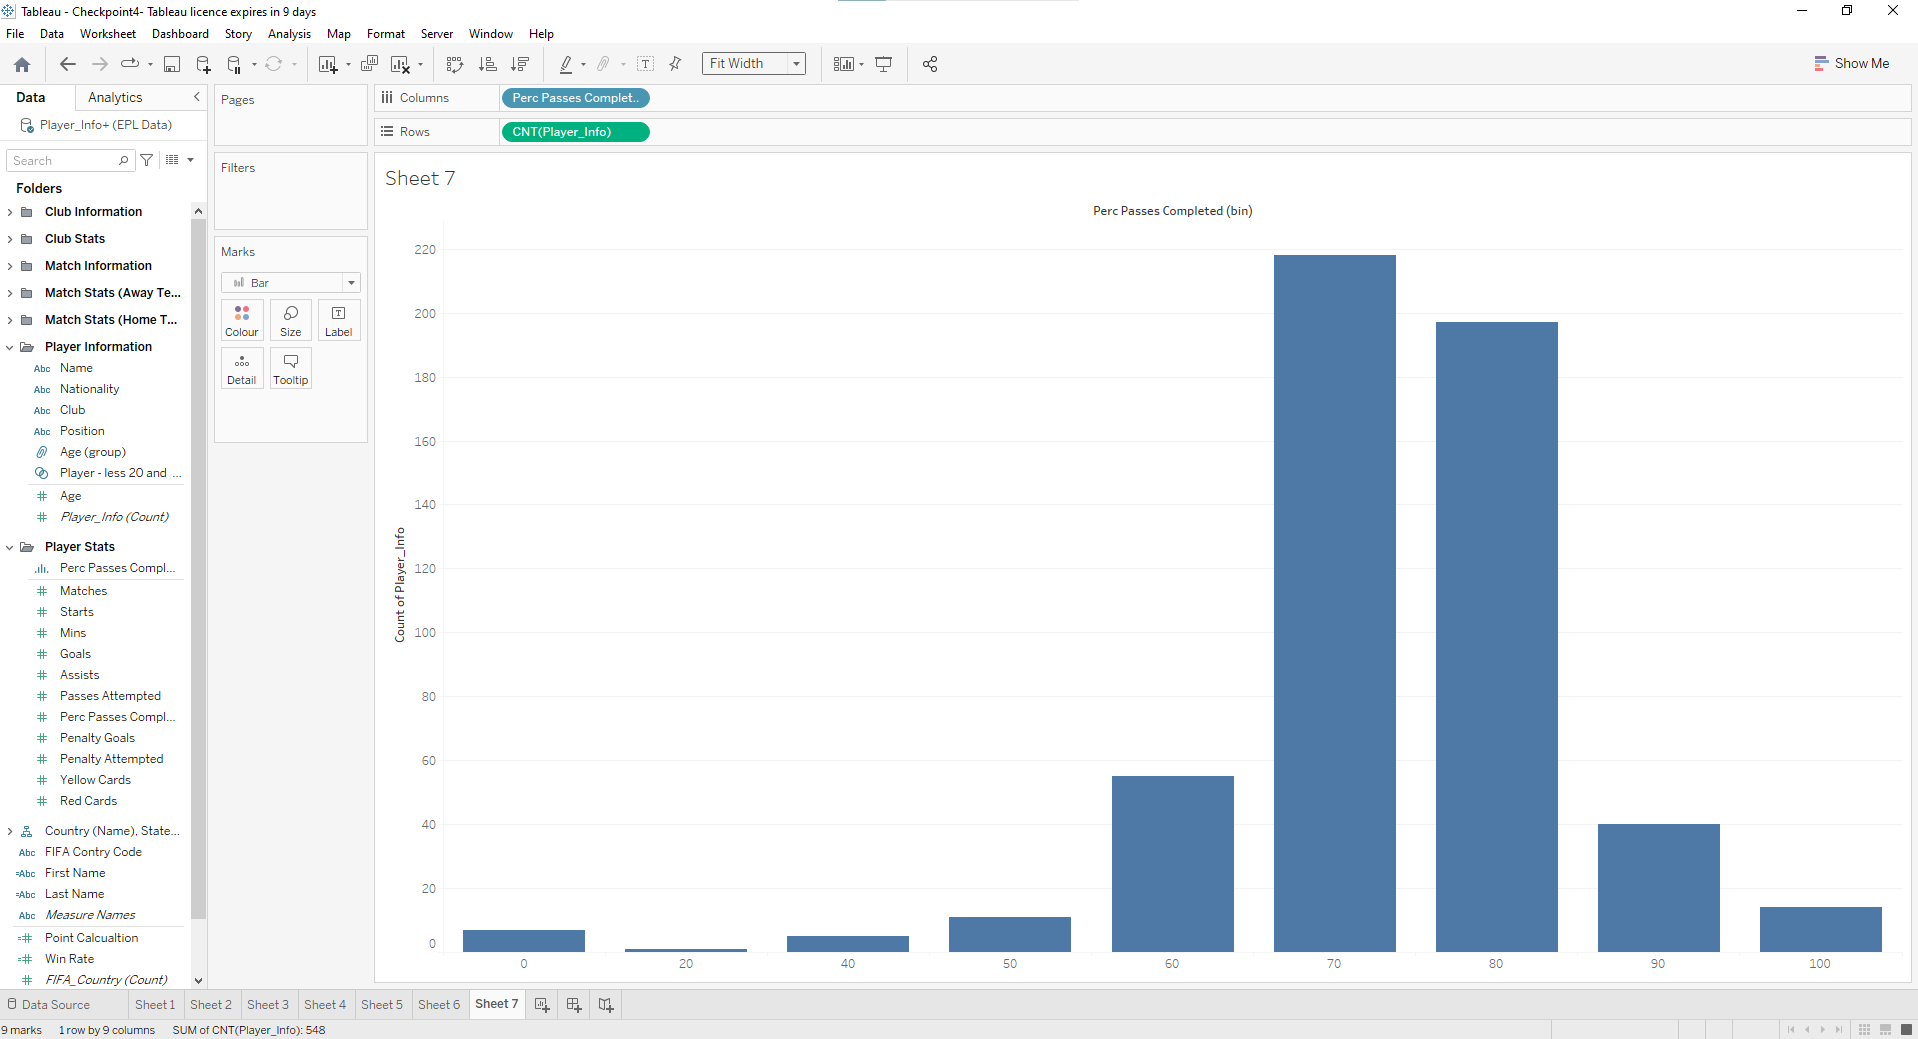 Tableau - Checkpoint4- Tableau licence expires in 9 days
File Data Worksheet Dashboard Story Analysis Map Format Server Window Help
Fit Width
Show Me
Data Analytics
Player_Info+ (EPL Data)
Search
Folders
Club Information
Club Stats
Match Information
Match Stats (Away Te...
Match Stats (Home T...
Player Information
Abc Name
Abc Nationality
Abc Club
Abc Position
Age (group)
Player - less 20 and ...
Age
Player_Info (Count)
Player Stats
Perc Passes Compl...
Matches
Starts
Mins
Goals
Assists
Passes Attempted
Perc Passes Compl...
Penalty Goals
Penalty Attempted
Yellow Cards
Red Cards
Country (Name), State...
Abc FIFA Contry Code
=Abc First Name
=Abc Last Name
Abc Measure Names
=# Point Calcualtion
=# Win Rate
# FIFA_Country (Count)
Pages
Filters
Marks
Bar
Colour Size Label
Detail Tooltip
Columns Perc Passes Complet..
Rows CNT(Player_Info)
Sheet 7
Perc Passes Completed (bin)
220
200
180
160
140
120
100
80
60
40
20
0
Count of Player_Info
0 20 40 50 60 70 80 90 100
Data Source Sheet 1 Sheet 2 Sheet 3 Sheet 4 Sheet 5 Sheet 6 Sheet 7
9 marks 1 row by 9 columns SUM of CNT(Player_Info): 548